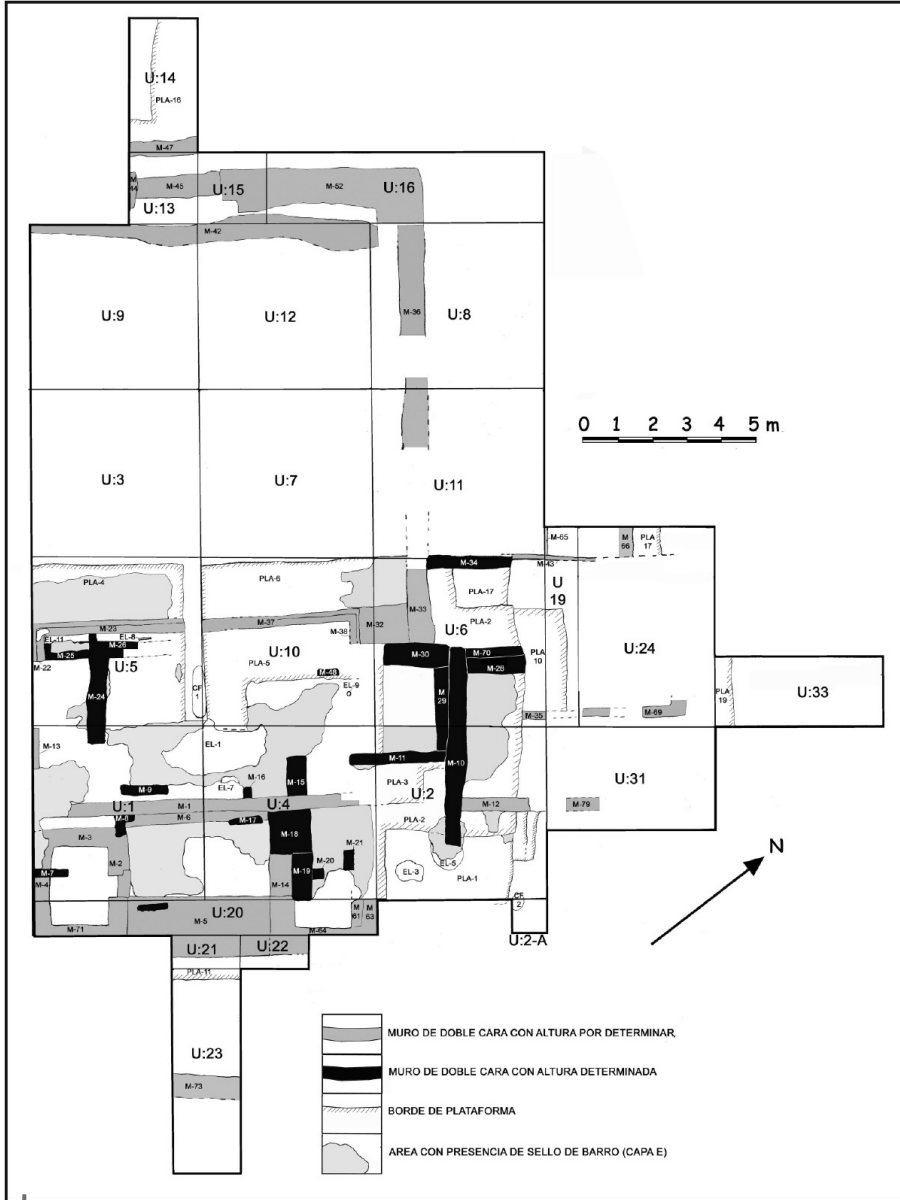 U:14
PLA-16
M-47
M 44
M-45
U:15
M-52
U:16
U:13
M-42
U:9
U:12
M-36
U:8
0 1 2 3 4 5 m
U:3
U:7
U:11
M-65
M 66
PLA 17
M-34
M-43
PLA-4
PLA-6
PLA-17
U 19
M-33
PLA-2
M-23
M-37
M-38
M-32
U:6
EL-11
EL-8
M-26
M-25
U:5
U:10
PLA-5
M-30
M-70
M-28
PLA 10
U:24
M-22
M-24
CF 1
M-48
EL-9
M 29
PLA 19
U:33
M-35
M-69
M-13
EL-1
M-10
M-11
M-16
M-15
PLA-3
U:31
M-9
EL-7
U:2
U:1
M-1
U:4
M-12
M-79
M-8
M-6
M-17
PLA-2
M-3
M-18
M-21
M-7
M-2
M-20
EL-3
EL-5
M-4
M-14
M-19
PLA-1
N
CF 2
U:20
M-5
M 61
M 63
M-71
M-64
U:2-A
U:21
U:22
PLA-11
U:23
M-73
MURO DE DOBLE CARA CON ALTURA POR DETERMINAR,
MURO DE DOBLE CARA CON ALTURA DETERMINADA
BORDE DE PLATAFORMA
AREA CON PRESENCIA DE SELLO DE BARRO (CAPA E)